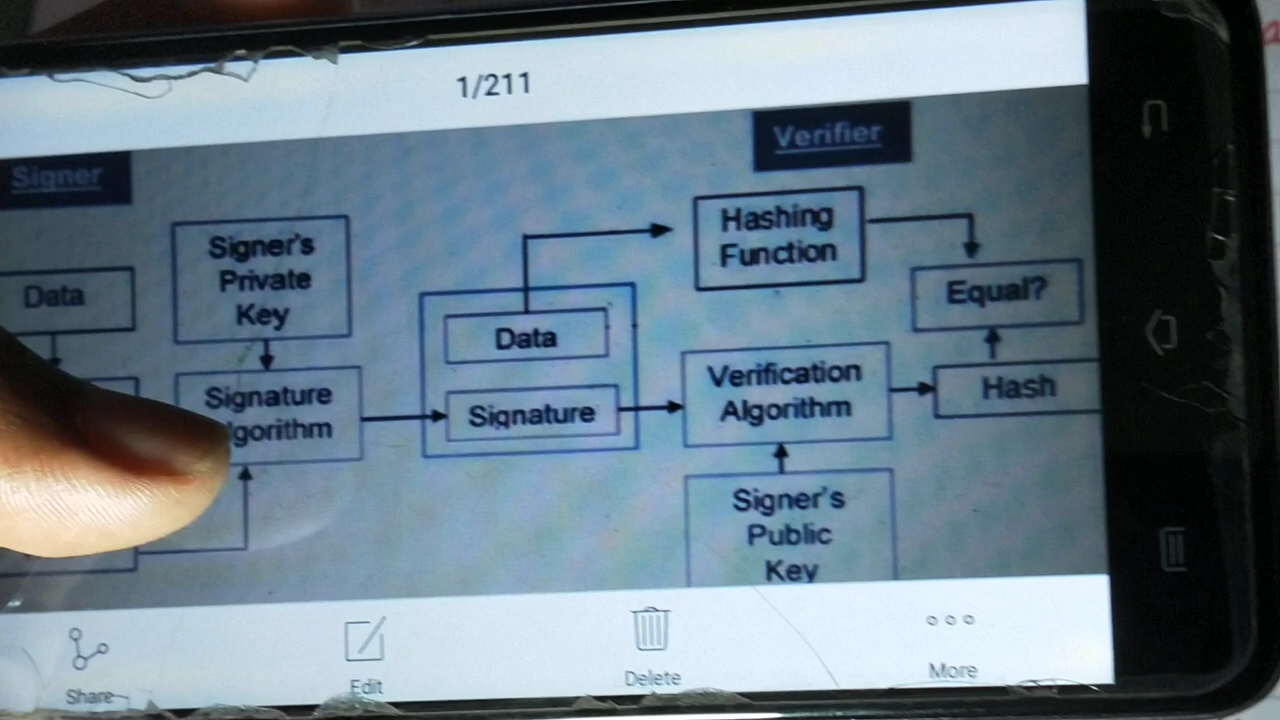 1/211
Signer
Verifier
Signer's
Private
Key
Data
Hashing
Function
Equal?
Data
Signature
lgorithm
Signature
Verification
Algorithm
Hash
Signer's
Public
Key
Share
Edit
Delete
More